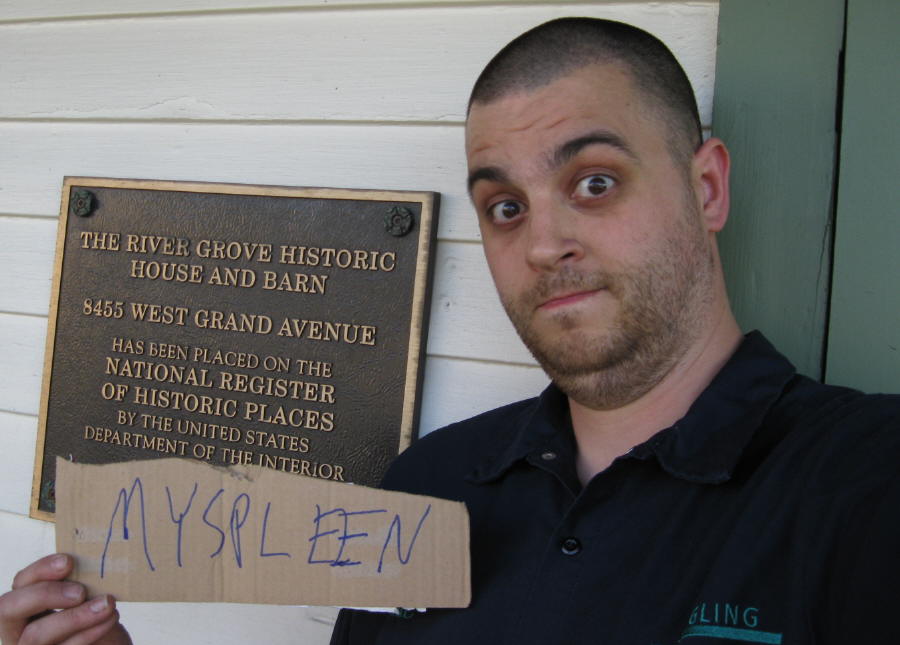 THE RIVER GROVE HISTORIC
HOUSE AND BARN
8455 WEST GRAND AVENUE
HAS BEEN PLACED ON THE
NATIONAL REGISTER
OF HISTORIC PLACES
BY THE UNITED STATES
DEPARTMENT OF THE INTERIOR
MYSPLEEN
GLING